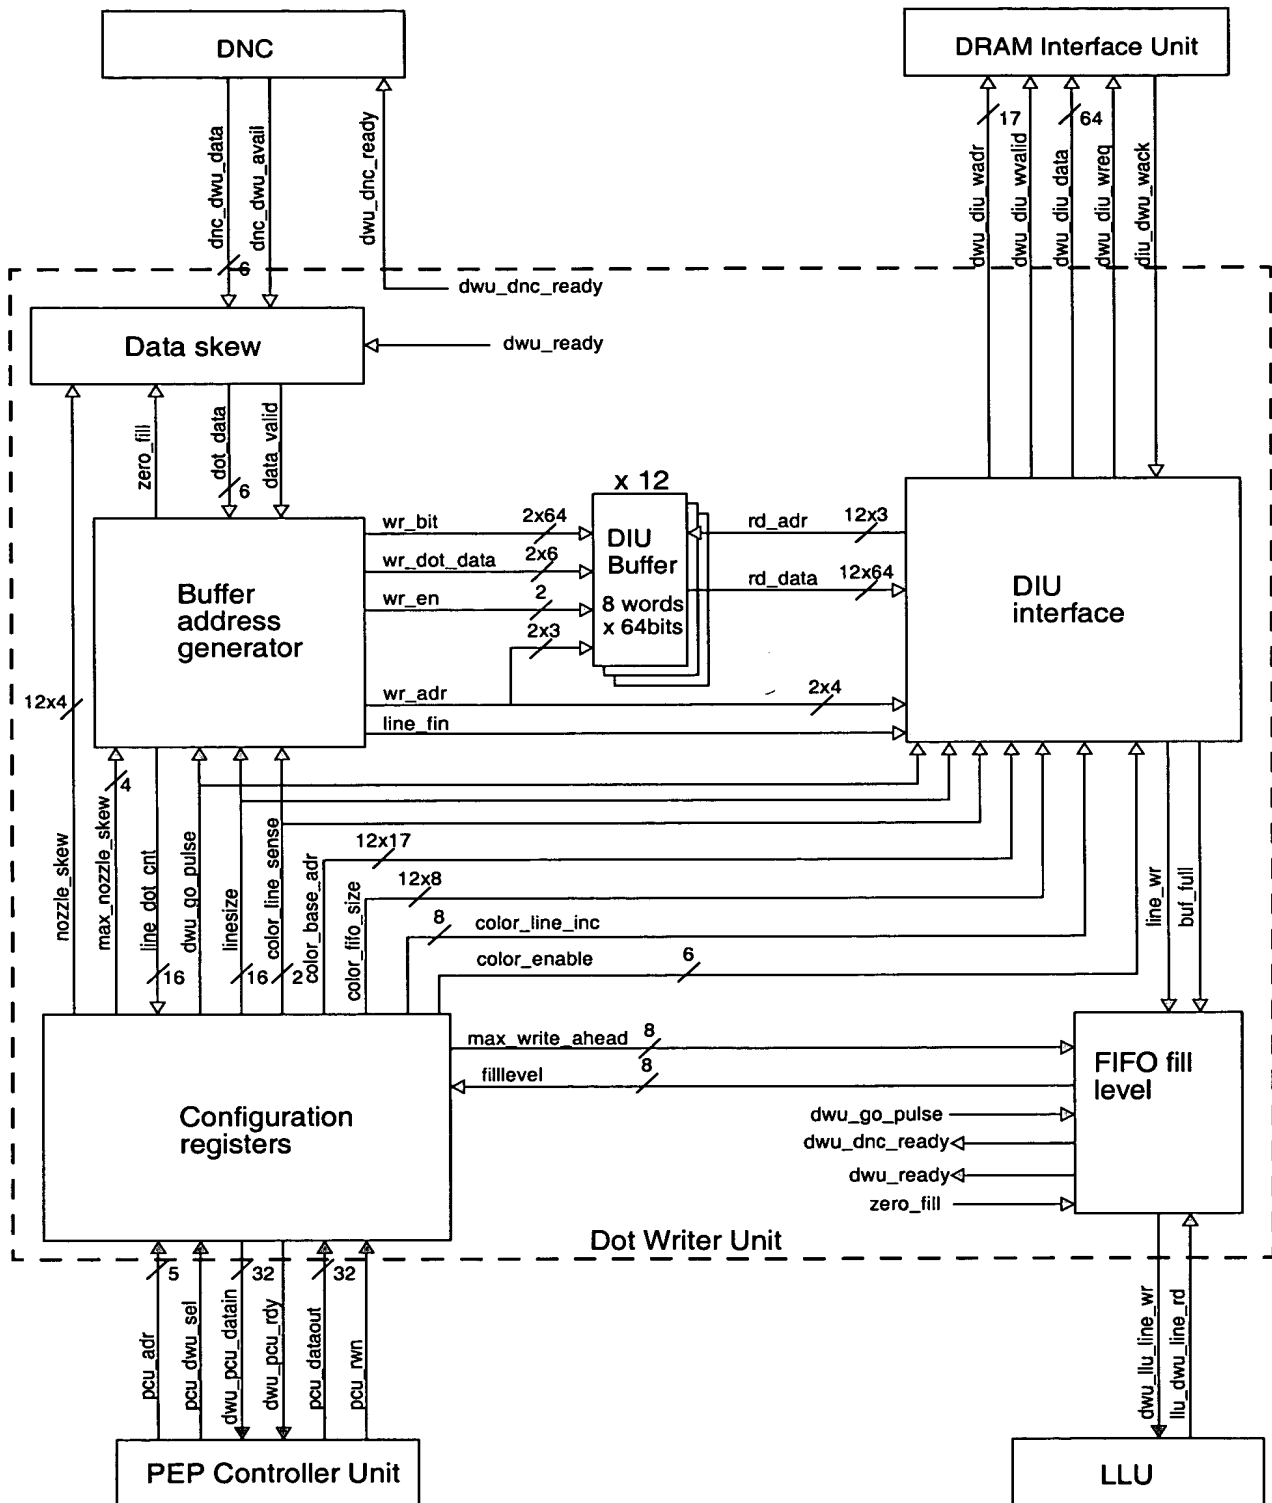 DNC
DRAM Interface Unit
dnc_dwu_data
dnc_dwu_avail
dwu_dnc_ready
6
dwu_diu_wadr
17
dwu_diu_wvalid
dwu_diu_data
64
dwu_diu_wreq
diu_dwu_wack
dwu_dnc_ready
Data skew
dwu_ready
zero_fill
dot_data
6
data_valid
x 12
DIU
Buffer
8 words
x 64bits
wr_bit
2x64
wr_dot_data
2x6
wr_en
2
2x3
wr_adr
2x4
line_fin
rd_adr
12x3
rd_data
12x64
Buffer
address
generator
DIU
interface
12x4
nozzle_skew
4
max_nozzle_skew
line_dot_cnt
16
dwu_go_pulse
linesize
16
color_line_sense
2
color_base_adr
12x17
color_fifo_size
12x8
8
color_line_inc
color_enable
6
line_wr
buf_full
Configuration
registers
max_write_ahead
8
filllevel
8
FIFO fill
level
dwu_go_pulse
dwu_dnc_ready
dwu_ready
zero_fill
Dot Writer Unit
pcu_adr
5
pcu_dwu_sel
dwu_pcu_datain
32
dwu_pcu_rdy
pcu_dataout
32
pcu_rwn
dwu_llu_line_wr
llu_dwu_line_rd
PEP Controller Unit
LLU